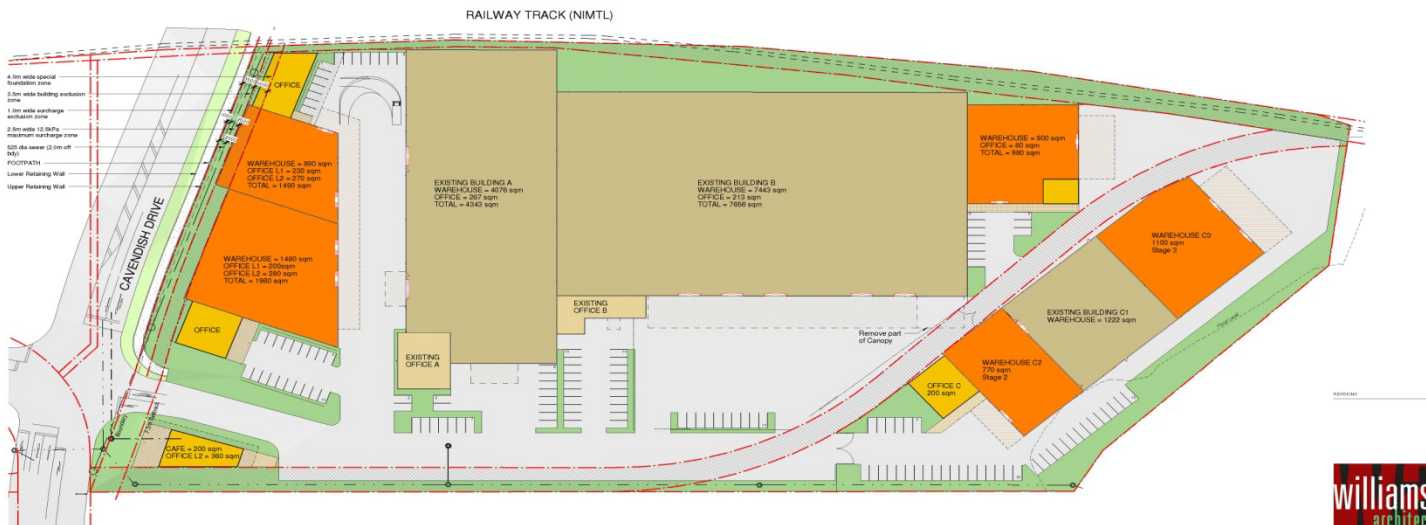 RAILWAY TRACK (NIMTL)
4.0m wide special
foundation zone
3.5m wide building exclusion
zone
1.0m wide surcharge
exclusion zone
2.6m wide 12.5kPa
maximum surcharge zone
525 dia sewer (2.0m off
bdy)
FOOTPATH
Lower Retaining Wall
Upper Retaining Wall
CAVENDISH DRIVE
OFFICE
WAREHOUSE = 890 sqm
OFFICE L1 = 230 sqm
OFFICE L2 = 270 sqm
TOTAL = 1490 sqm
WAREHOUSE = 1480 sqm
OFFICE L1 = 200sqm
OFFICE L2 = 280 sqm
TOTAL = 1960 sqm
OFFICE
CAFE = 200 sqm
OFFICE L2 = 360 sqm
Boundary
EXISTING BUILDING A
WAREHOUSE = 4076 sqm
OFFICE = 267 sqm
TOTAL = 4343 sqm
EXISTING
OFFICE A
EXISTING BUILDING B
WAREHOUSE = 7443 sqm
OFFICE = 213 sqm
TOTAL = 7656 sqm
EXISTING
OFFICE B
WAREHOUSE = 900 sqm
OFFICE = 80 sqm
TOTAL = 980 sqm
WAREHOUSE C3
1100 sqm
Stage 3
EXISTING BUILDING C1
WAREHOUSE = 1222 sqm
Remove part
of Canopy
WAREHOUSE C2
770 sqm
Stage 2
OFFICE C
200 sqm
REVISIONS
williams
architec